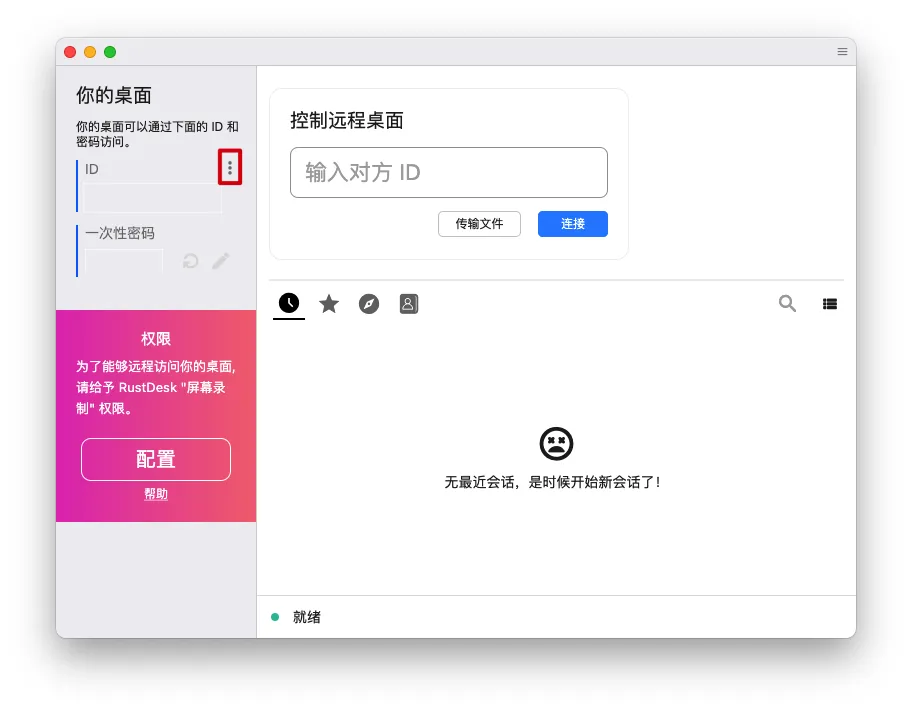 你的桌面
你的桌面可以通过下面的 ID 和
密码访问。
ID
一次性密码
权限
为了能够远程访问你的桌面,
请给予 RustDesk "屏幕录
制" 权限。
配置
帮助
控制远程桌面
输入对方 ID
传输文件
连接
无最近会话，是时候开始新会话了!
就绪